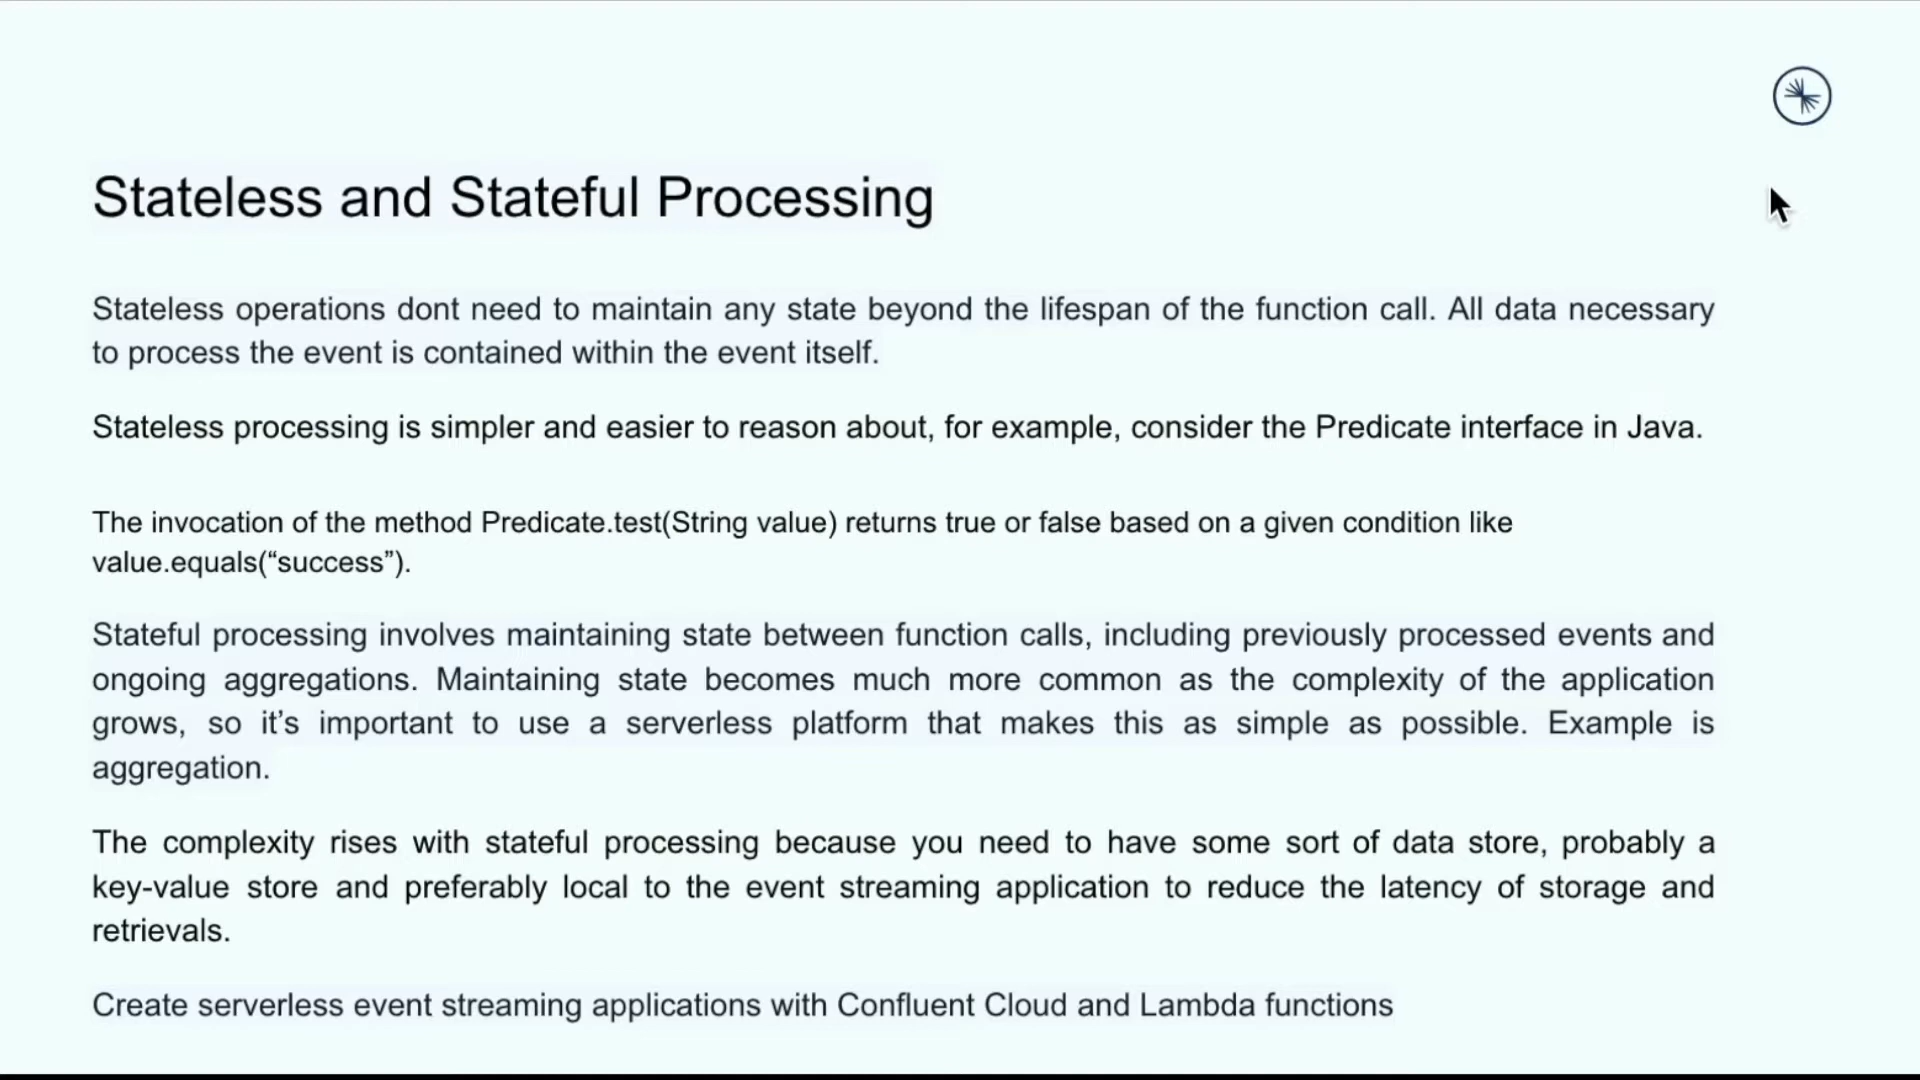 Stateless and Stateful Processing
Stateless operations dont need to maintain any state beyond the lifespan of the function call. All data necessary
to process the event is contained within the event itself.
Stateless processing is simpler and easier to reason about, for example, consider the Predicate interface in Java.
The invocation of the method Predicate.test(String value) returns true or false based on a given condition like
value.equals(“success”).
Stateful processing involves maintaining state between function calls, including previously processed events and
ongoing aggregations. Maintaining state becomes much more common as the complexity of the application
grows, so it’s important to use a serverless platform that makes this as simple as possible. Example is
aggregation.
The complexity rises with stateful processing because you need to have some sort of data store, probably a
key-value store and preferably local to the event streaming application to reduce the latency of storage and
retrievals.
Create serverless event streaming applications with Confluent Cloud and Lambda functions